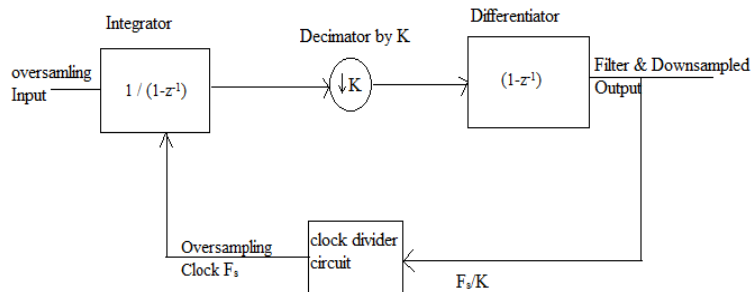 Integrator
Differentiator
Decimator by K
oversamling
Input
1 / (1-z⁻¹)
↓K
(1-z⁻¹)
Filter & Downsampled
Output
Oversampling
Clock Fₛ
clock divider
circuit
Fₛ/K